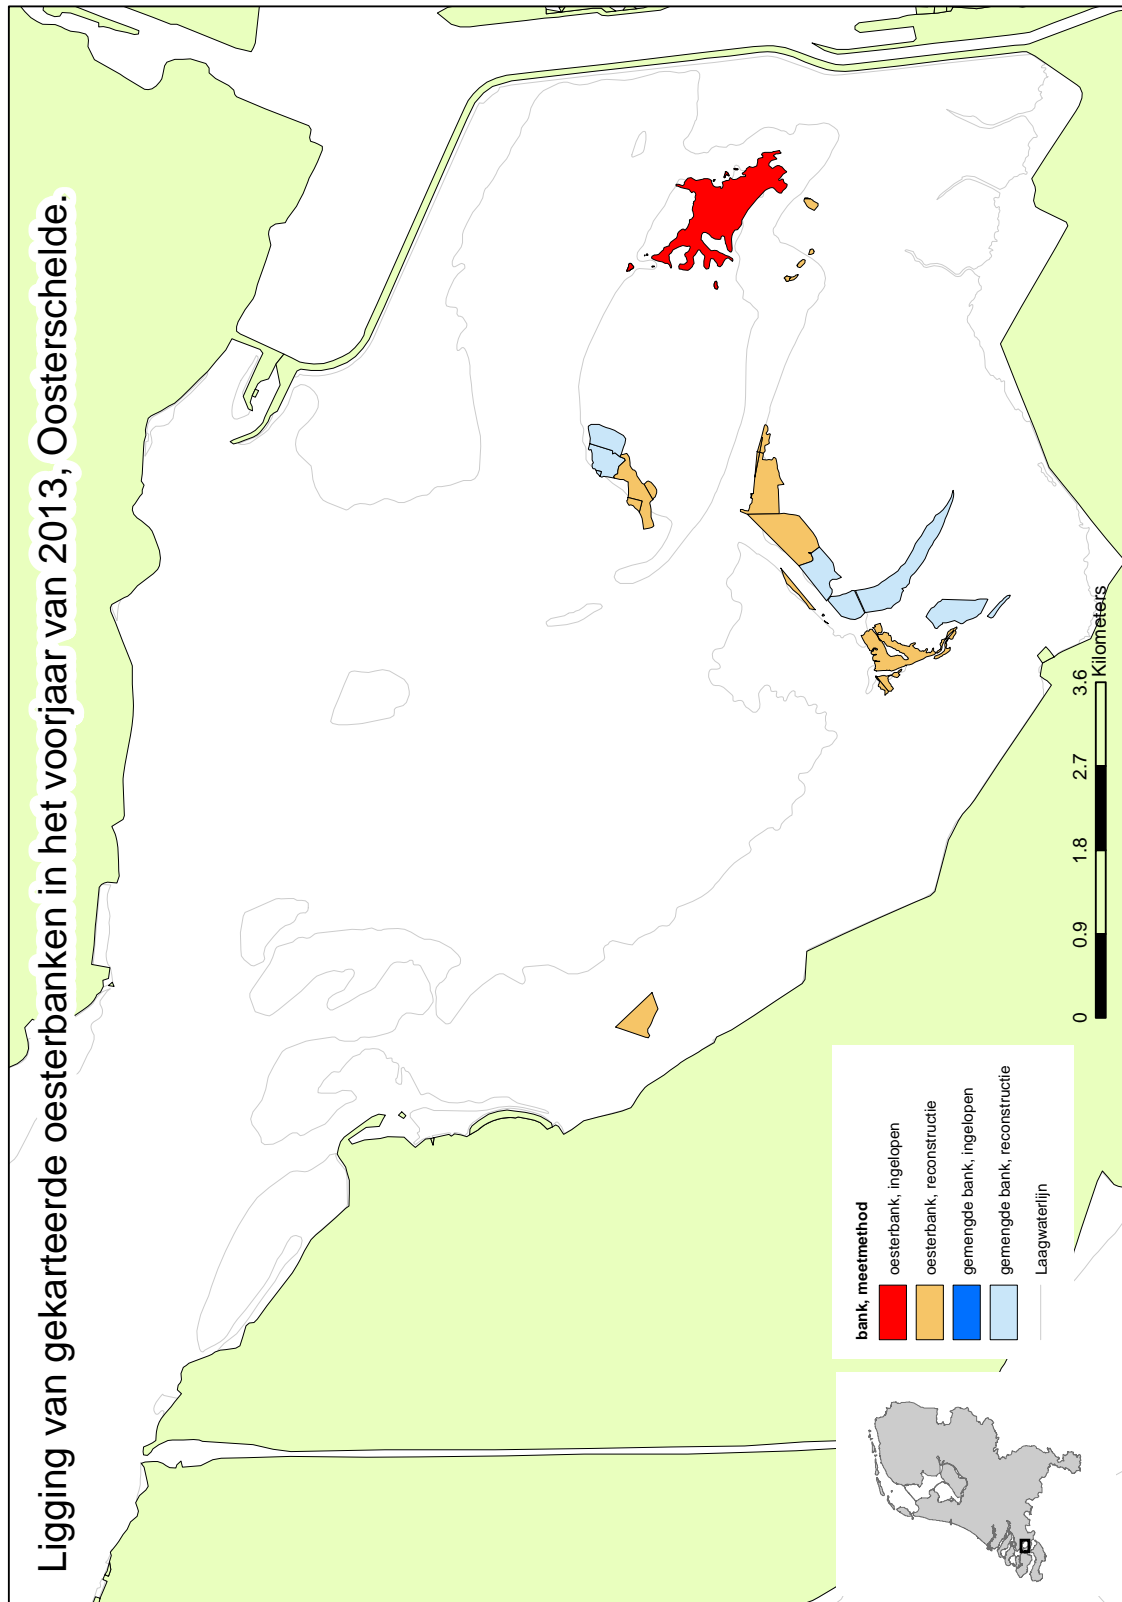 Ligging van gekarteerde oesterbanken in het voorjaar van 2013, Oosterschelde.
bank, meetmethod
oesterbank, ingelopen
oesterbank, reconstructie
gemengde bank, ingelopen
gemengde bank, reconstructie
Laagwaterlijn
0 0.9 1.8 2.7 3.6
Kilometers